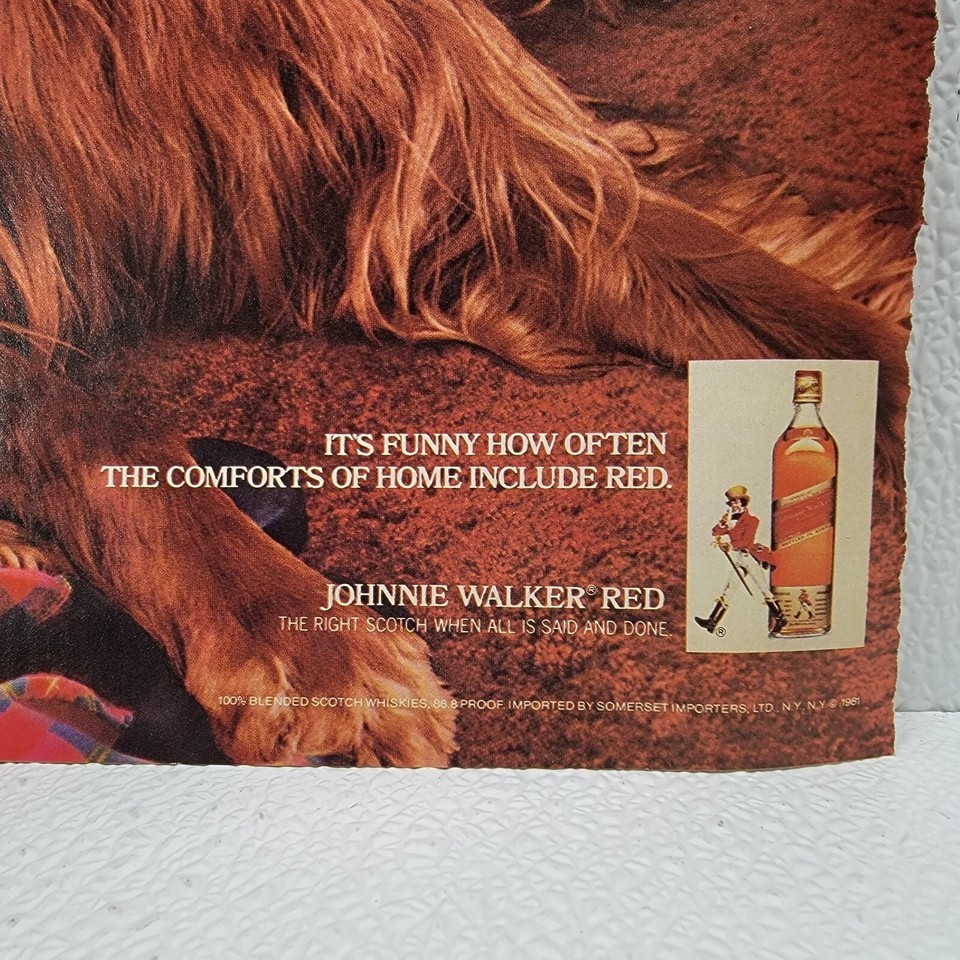 IT'S FUNNY HOW OFTEN
THE COMFORTS OF HOME INCLUDE RED.
JOHNNIE WALKER® RED
THE RIGHT SCOTCH WHEN ALL IS SAID AND DONE.
®
100% BLENDED SCOTCH WHISKIES, 86.8 PROOF. IMPORTED BY SOMERSET IMPORTERS, LTD., N.Y., N.Y. © 1981